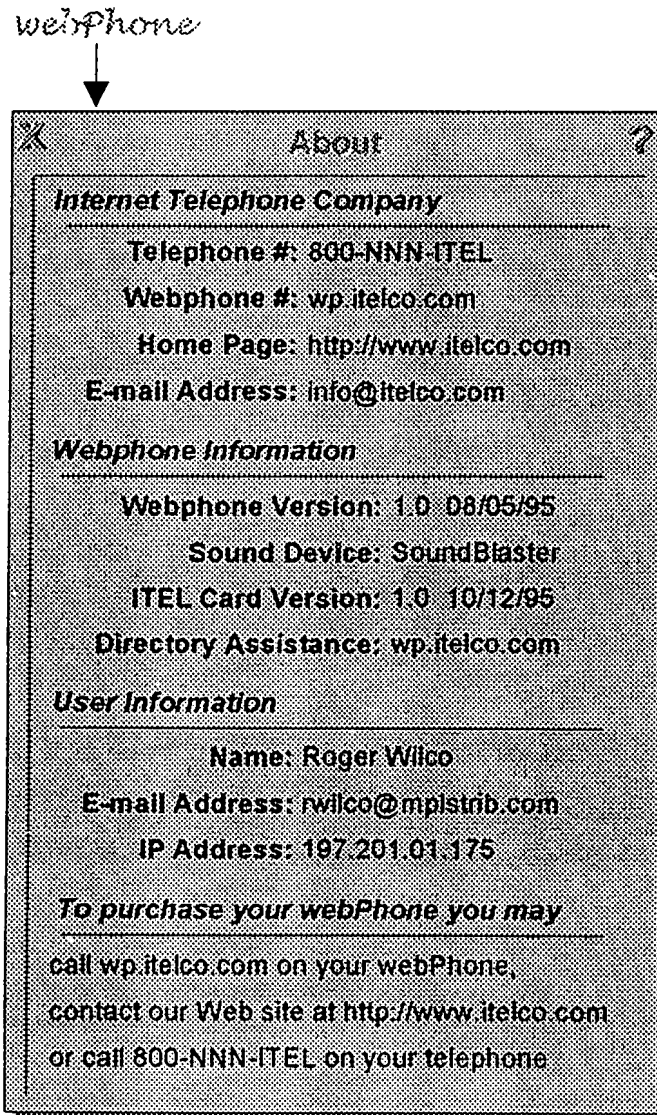 webPhone
X About ?
Internet Telephone Company
Telephone #: 800-NNN-ITEL
Webphone #: wp.itelco.com
Home Page: http://www.itelco.com
E-mail Address: info@itelco.com
Webphone Information
Webphone Version: 1.0 08/05/95
Sound Device: SoundBlaster
ITEL Card Version: 1.0 10/12/95
Directory Assistance: wp.itelco.com
User Information
Name: Roger Wilco
E-mail Address: rwilco@mpistrib.com
IP Address: 197.201.01.175
To purchase your webPhone you may
call wp.itelco.com on your webPhone,
contact our Web site at http://www.itelco.com
or call 800-NNN-ITEL on your telephone